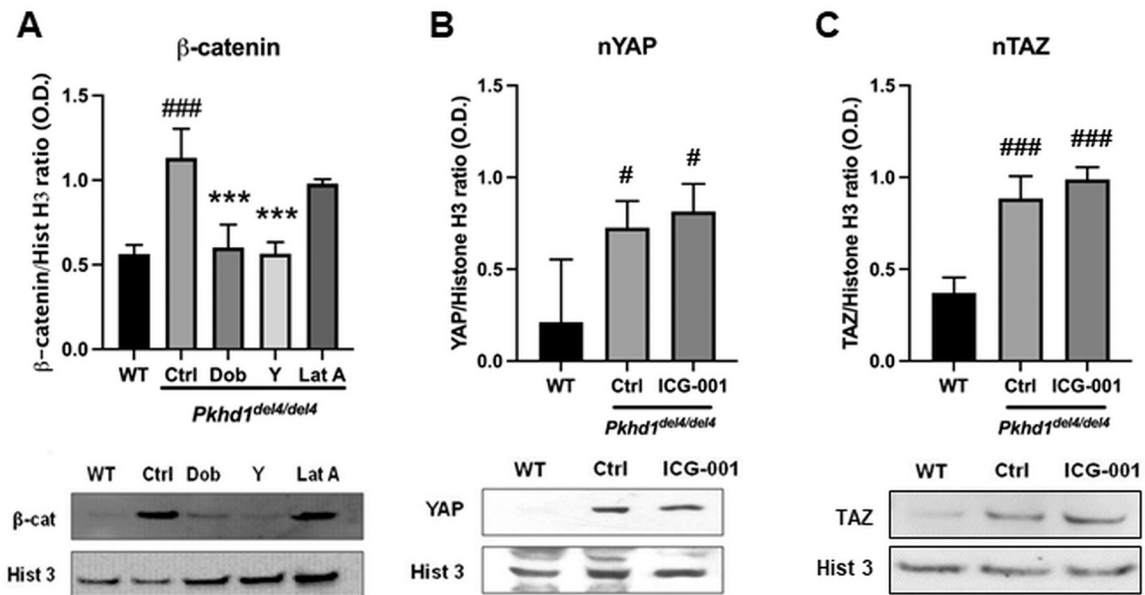 A
β-catenin
β-catenin/Hist H3 ratio (O.D.)
1.5
1.0
0.5
0.0
###
***
***
WT Ctrl Dob Y Lat A
Pkhd1del4/del4
WT Ctrl Dob Y Lat A
β-cat
Hist 3
B
nYAP
YAP/Histone H3 ratio (O.D.)
1.5
1.0
0.5
0.0
#
#
WT Ctrl ICG-001
Pkhd1del4/del4
WT Ctrl ICG-001
YAP
Hist 3
C
nTAZ
TAZ/Histone H3 ratio (O.D.)
1.5
1.0
0.5
0.0
###
###
WT Ctrl ICG-001
Pkhd1del4/del4
WT Ctrl ICG-001
TAZ
Hist 3